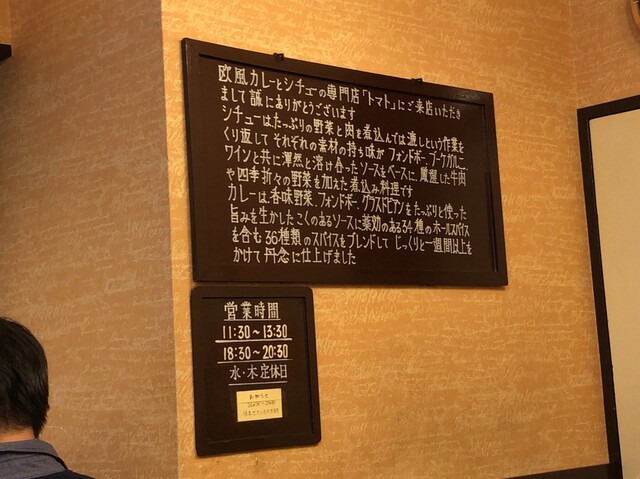 欧風カレーとシチューの専門店「トマト」にご来店いただき
まして誠にありがとうございます
シチューはたっぷりの野菜と肉を煮込んでは漉しという作業を
くり返して それぞれの素材の持ち味が フォンドボー、ブーケガルニ
ワインと共に渾然と溶け合ったソースをベースに、厳選した牛肉
や四季折々の野菜を加えた煮込み料理です
カレーは、香味野菜、フォンドボー、グラスドビアンをたっぷりと使った
旨みを生かしたこくのあるソースに薬効のある34種のホールスパイス
を含む36種類のスパイスをブレンドして じっくりと一週間以上を
かけて丹念に仕上げました
営業時間
11:30〜13:30
18:30〜20:30
水・木定休日
お知らせ